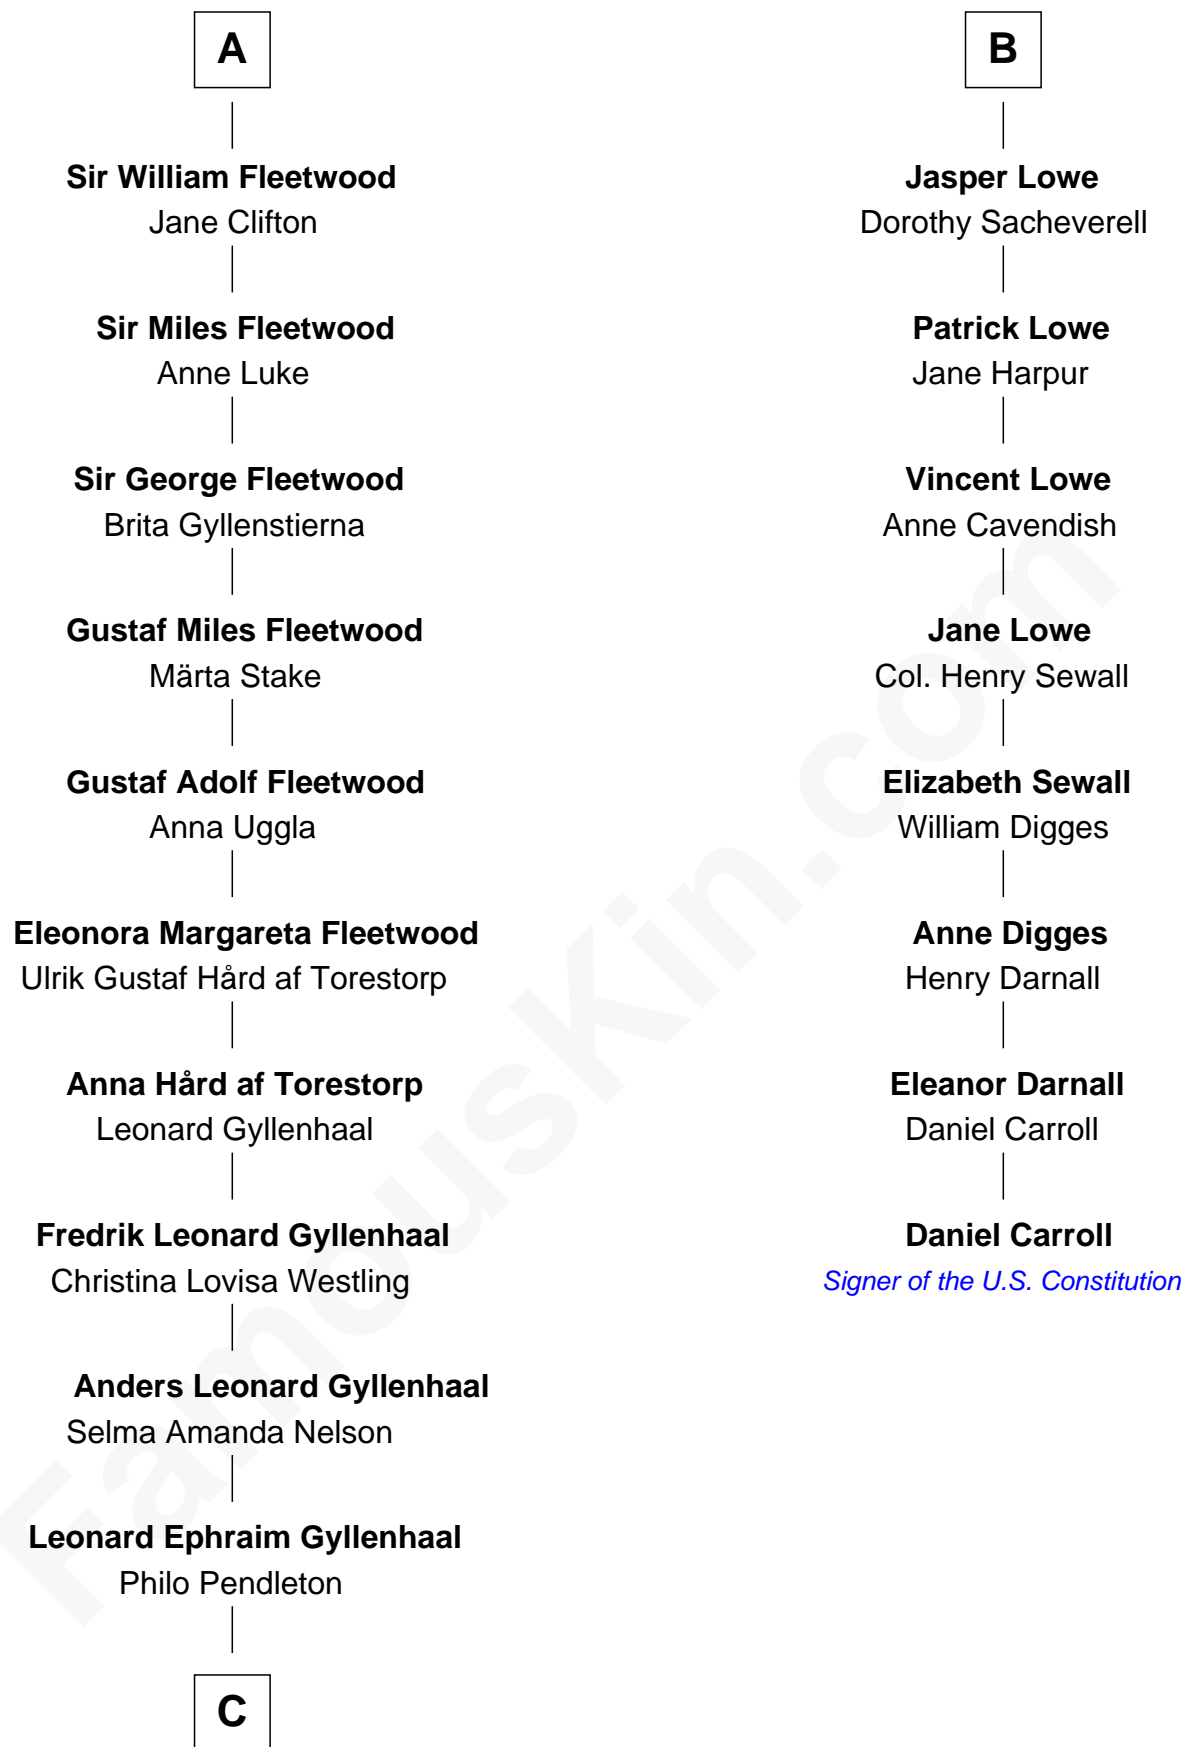 A
Sir William Fleetwood
Jane Clifton
Sir Miles Fleetwood
Anne Luke
Sir George Fleetwood
Brita Gyllenstierna
Gustaf Miles Fleetwood
Märta Stake
Gustaf Adolf Fleetwood
Anna Uggla
Eleonora Margareta Fleetwood
Ulrik Gustaf Hård af Torestorp
Anna Hård af Torestorp
Leonard Gyllenhaal
Fredrik Leonard Gyllenhaal
Christina Lovisa Westling
Anders Leonard Gyllenhaal
Selma Amanda Nelson
Leonard Ephraim Gyllenhaal
Philo Pendleton
C
B
Jasper Lowe
Dorothy Sacheverell
Patrick Lowe
Jane Harpur
Vincent Lowe
Anne Cavendish
Jane Lowe
Col. Henry Sewall
Elizabeth Sewall
William Digges
Anne Digges
Henry Darnall
Eleanor Darnall
Daniel Carroll
Daniel Carroll
Signer of the U.S. Constitution
FamousKin.com